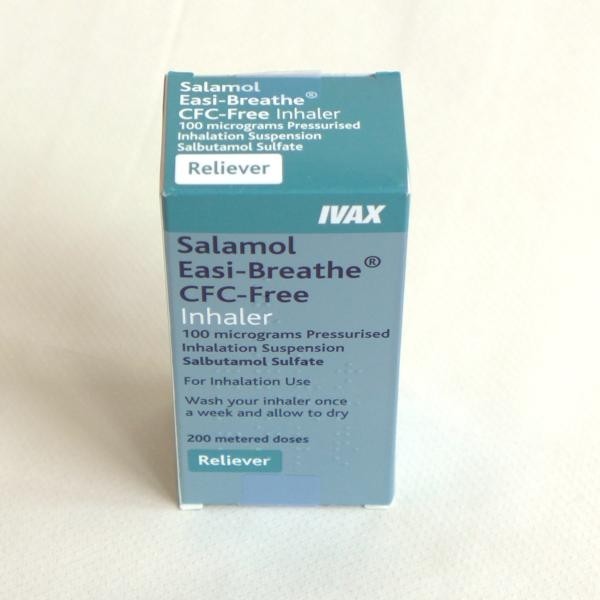 Salamol
Easi-Breathe®
CFC-Free Inhaler
100 micrograms Pressurised
Inhalation Suspension
Salbutamol Sulfate
Reliever
IVAX
Salamol
Easi-Breathe®
CFC-Free
Inhaler
100 micrograms Pressurised
Inhalation Suspension
Salbutamol Sulfate
For Inhalation Use
Wash your inhaler once
a week and allow to dry
200 metered doses
Reliever